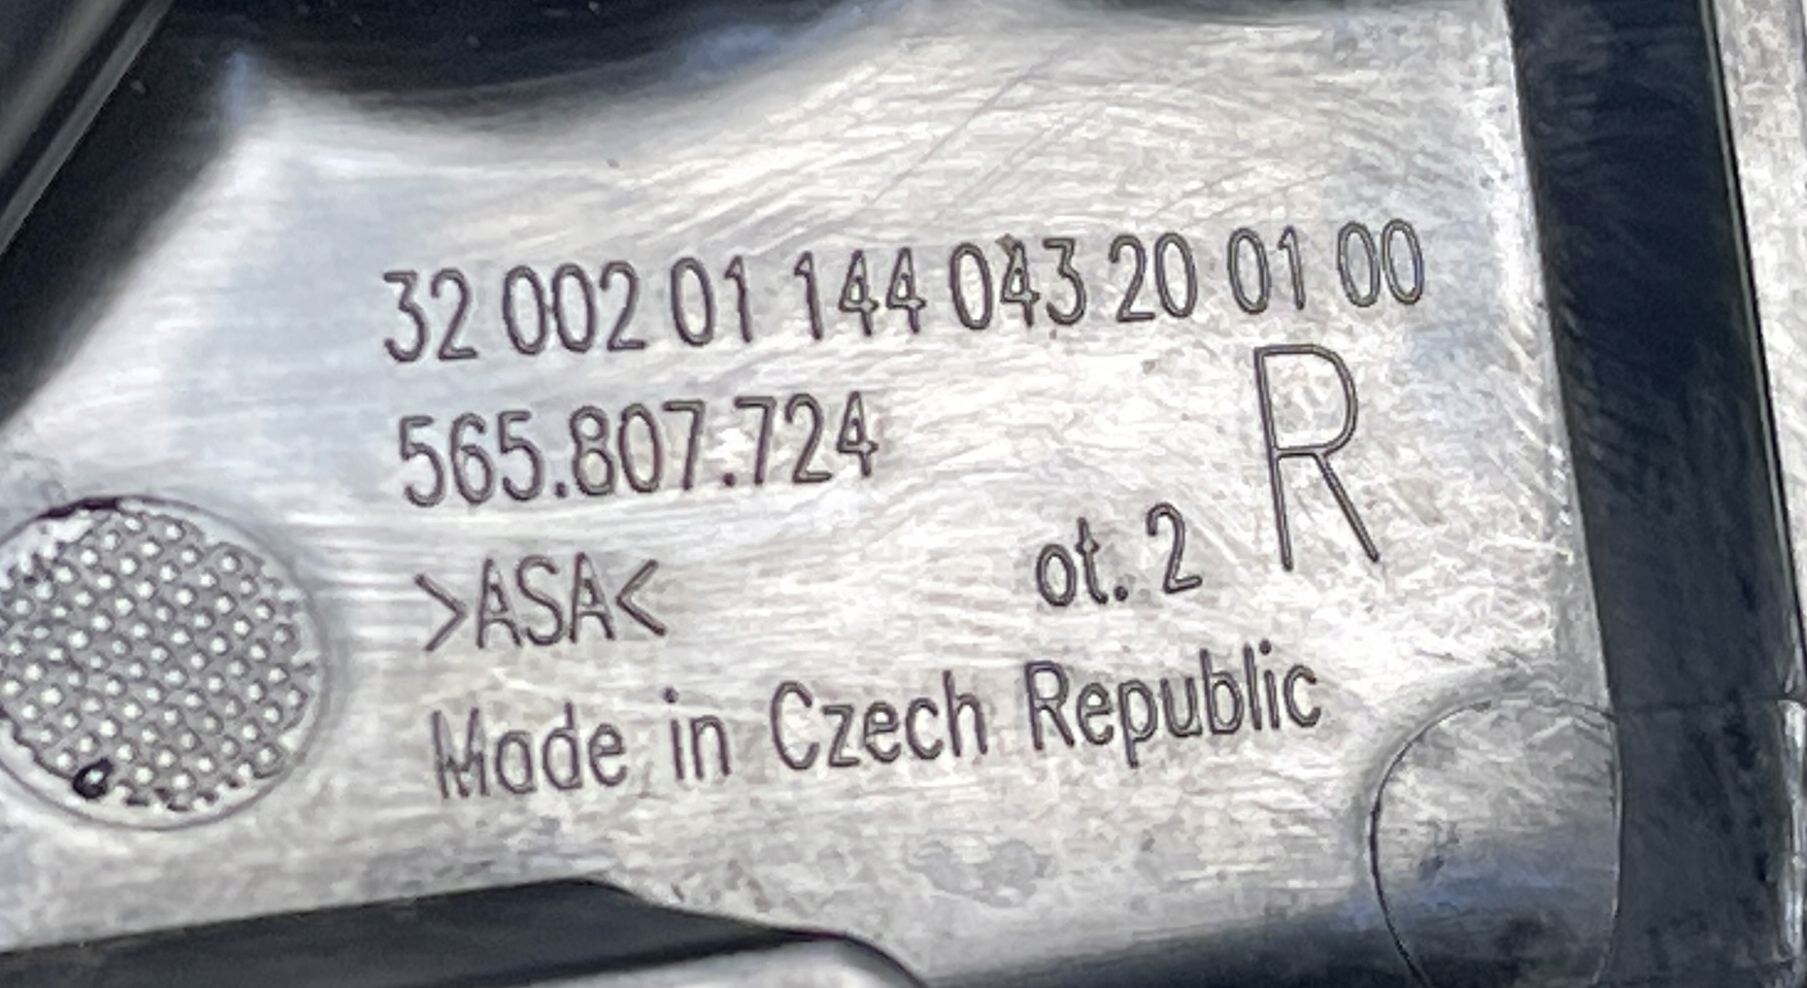 32 002 01 144 043 20 01 00
565.807.724
R
>ASA<
ot. 2
Made in Czech Republic